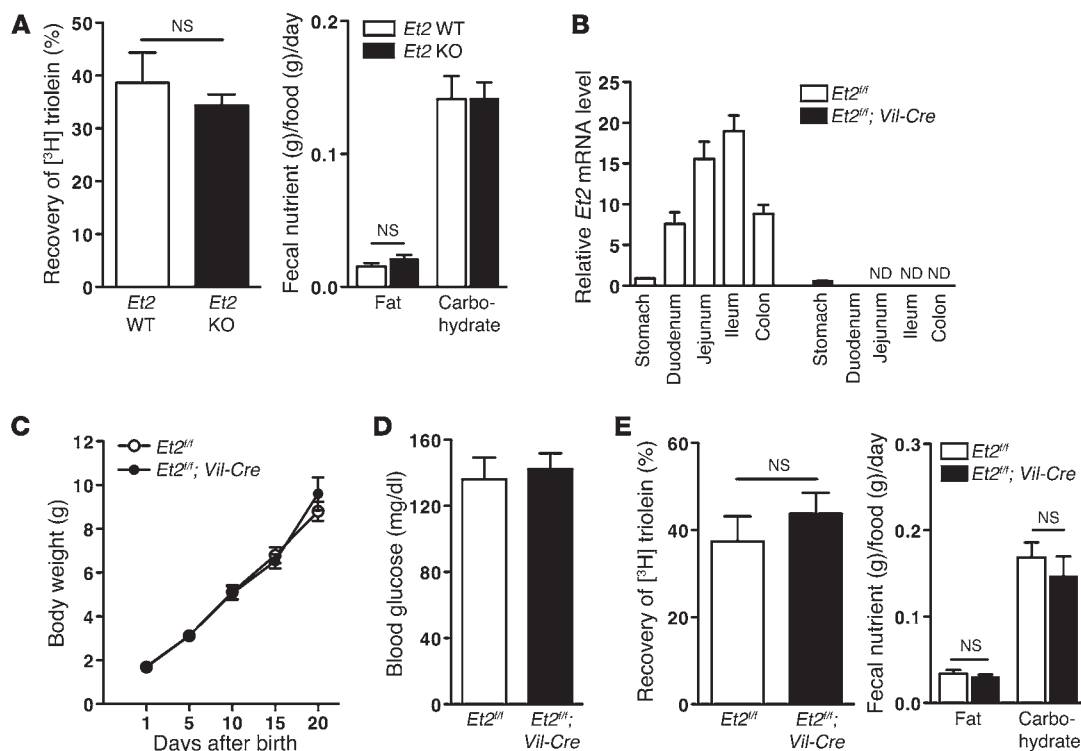 A
Recovery of [³H] triolein (%)
50
40
30
20
10
0
NS
Et2
WT
Et2
KO
Fecal nutrient (g)/food (g)/day
0.2
0.1
0.0
Et2 WT
Et2 KO
NS
Fat
Carbo-
hydrate
B
Relative Et2 mRNA level
25
20
15
10
5
0
Et2f/f
Et2f/f; Vil-Cre
ND ND ND
Stomach
Duodenum
Jejunum
Ileum
Colon
Stomach
Duodenum
Jejunum
Ileum
Colon
C
Body weight (g)
12
10
8
6
4
2
0
Et2f/f
Et2f/f; Vil-Cre
1 5 10 15 20
Days after birth
D
Blood glucose (mg/dl)
160
120
80
40
0
Et2f/f
Et2f/f;
Vil-Cre
E
Recovery of [³H] triolein (%)
60
40
20
0
NS
Et2f/f
Et2f/f;
Vil-Cre
Fecal nutrient (g)/food (g)/day
0.3
0.2
0.1
0.0
Et2f/f
Et2f/f; Vil-Cre
NS
NS
Fat
Carbo-
hydrate